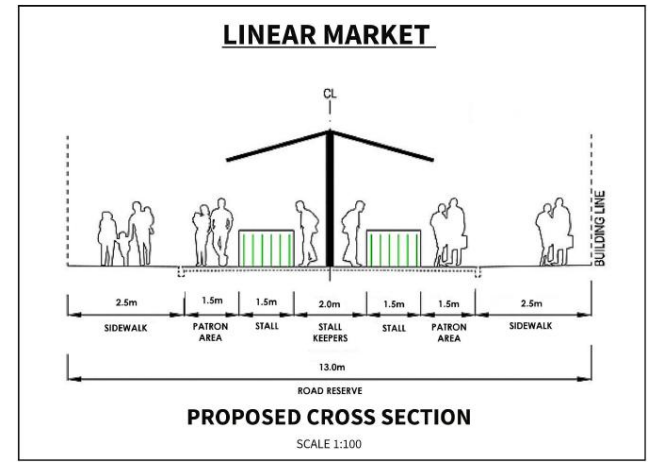 LINEAR MARKET
CL
BUILDING LINE
2.5m
1.5m
1.5m
2.0m
1.5m
1.5m
2.5m
SIDEWALK
PATRON
AREA
STALL
STALL
KEEPERS
STALL
PATRON
AREA
SIDEWALK
13.0m
ROAD RESERVE
PROPOSED CROSS SECTION
SCALE 1:100